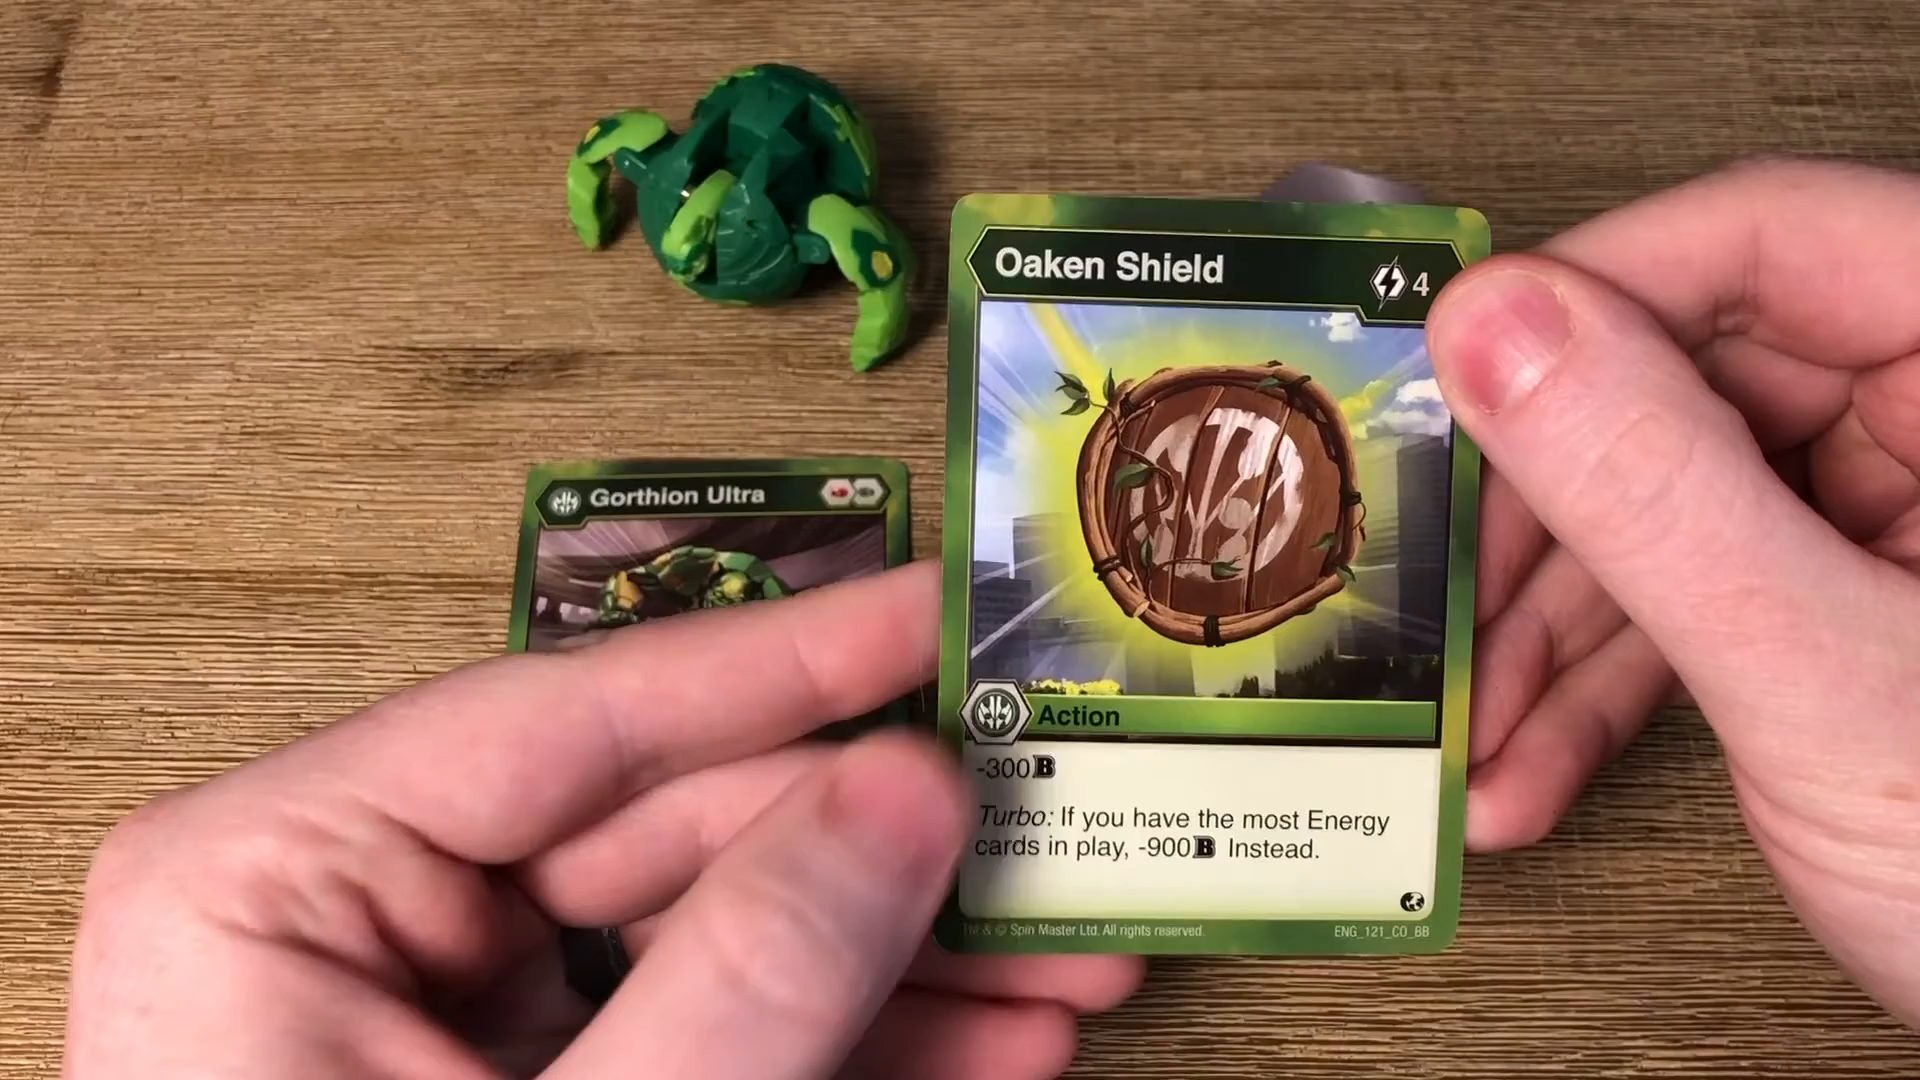 Oaken Shield
4
Gorthion Ultra
Action
-300B
Turbo: If you have the most Energy
cards in play, -900B Instead.
TM & © Spin Master Ltd. All rights reserved.
ENG_121_CO_BB